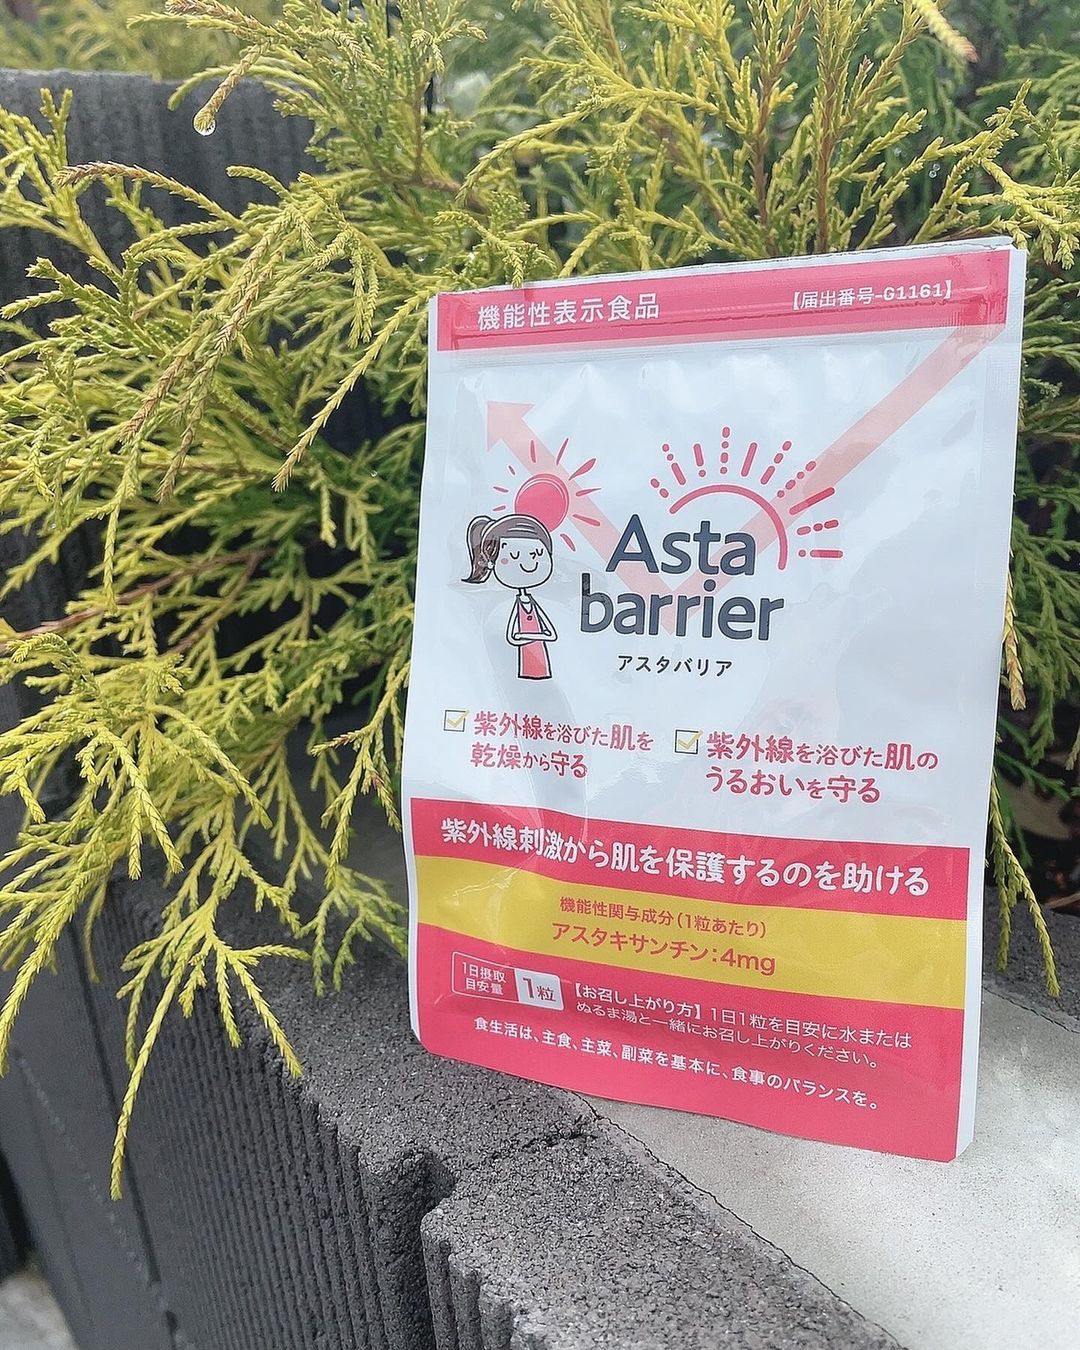 機能性表示食品
【届出番号-G1161】
Asta
barrier
アスタバリア
紫外線を浴びた肌を
乾燥から守る
紫外線を浴びた肌の
うるおいを守る
紫外線刺激から肌を保護するのを助ける
機能性関与成分(1粒あたり)
アスタキサンチン:4mg
1日摂取
目安量
1粒
【お召し上がり方】1日1粒を目安に水または
ぬるま湯と一緒にお召し上がりください。
食生活は、主食、主菜、副菜を基本に、食事のバランスを。